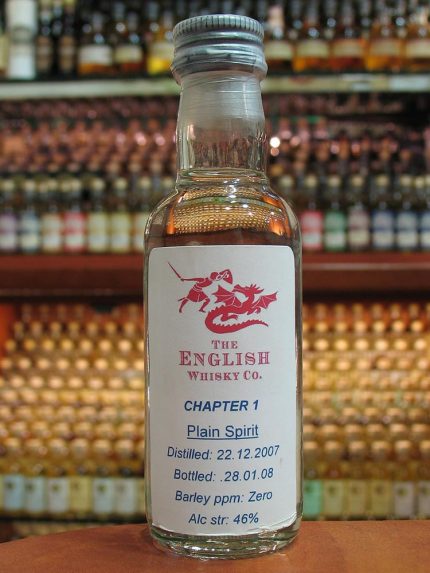 THE
ENGLISH
WHISKY CO.
CHAPTER 1
Plain Spirit
Distilled: 22.12.2007
Bottled: .28.01.08
Barley ppm: Zero
Alc str: 46%